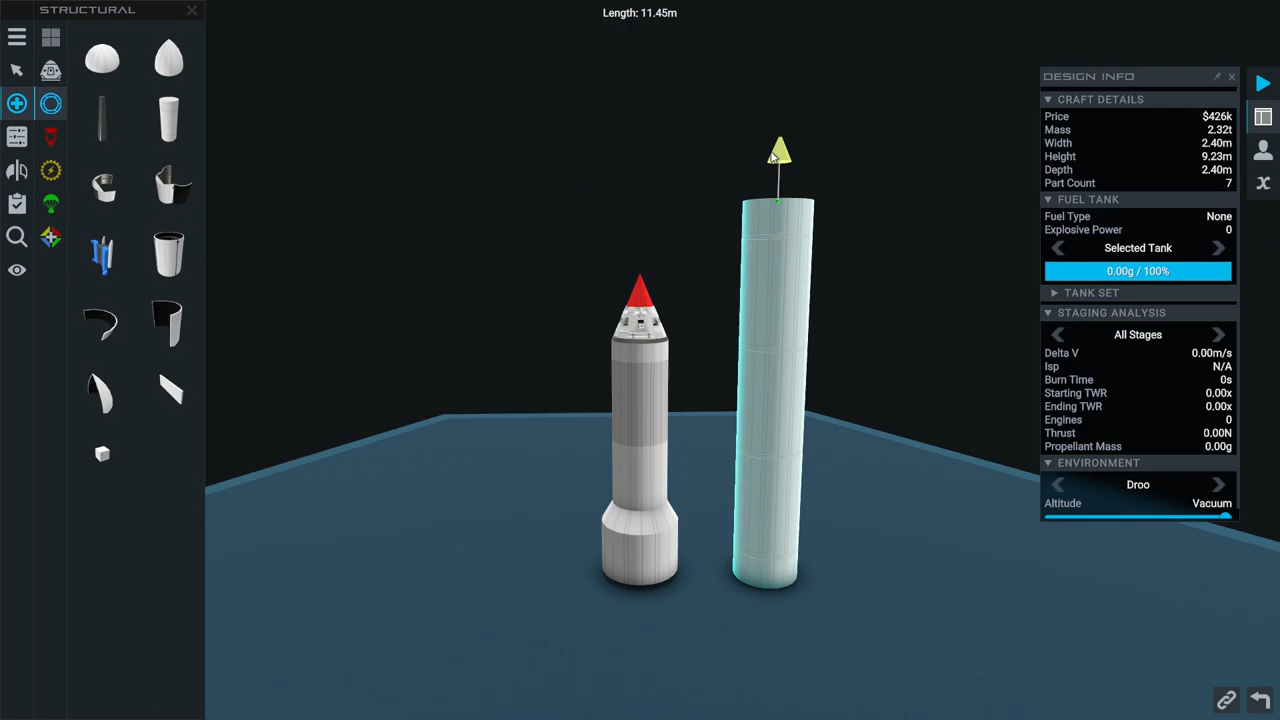 STRUCTURAL
Length: 11.45m
DESIGN INFO
CRAFT DETAILS
Price $426k
Mass 2.32t
Width 2.40m
Height 9.23m
Depth 2.40m
Part Count 7
FUEL TANK
Fuel Type None
Explosive Power 0
Selected Tank
0.00g / 100%
TANK SET
STAGING ANALYSIS
All Stages
Delta V 0.00m/s
Isp N/A
Burn Time 0s
Starting TWR 0.00x
Ending TWR 0.00x
Engines 0
Thrust 0.00N
Propellant Mass 0.00g
ENVIRONMENT
Droo
Altitude Vacuum